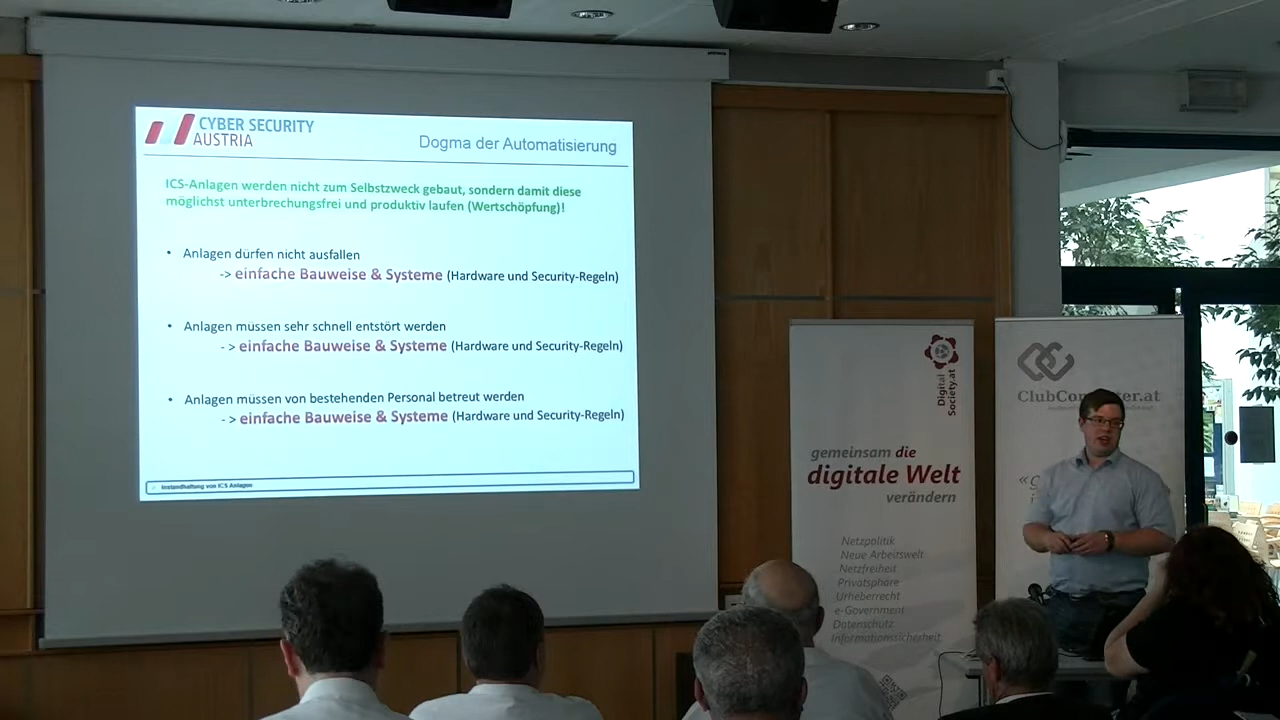 CYBER SECURITY
AUSTRIA
Dogma der Automatisierung
ICS-Anlagen werden nicht zum Selbstzweck gebaut, sondern damit diese
möglichst unterbrechungsfrei und produktiv laufen (Wertschöpfung)!
• Anlagen dürfen nicht ausfallen
-> einfache Bauweise & Systeme (Hardware und Security-Regeln)
• Anlagen müssen sehr schnell entstört werden
- > einfache Bauweise & Systeme (Hardware und Security-Regeln)
• Anlagen müssen von bestehenden Personal betreut werden
- > einfache Bauweise & Systeme (Hardware und Security-Regeln)
Instandhaltung von ICS Anlagen
Digital
Society.at
gemeinsam die
digitale Welt
verändern
Netzpolitik
Neue Arbeitswelt
Netzfreiheit
Privatsphäre
Urheberrecht
e-Government
Datenschutz
Informationssicherheit